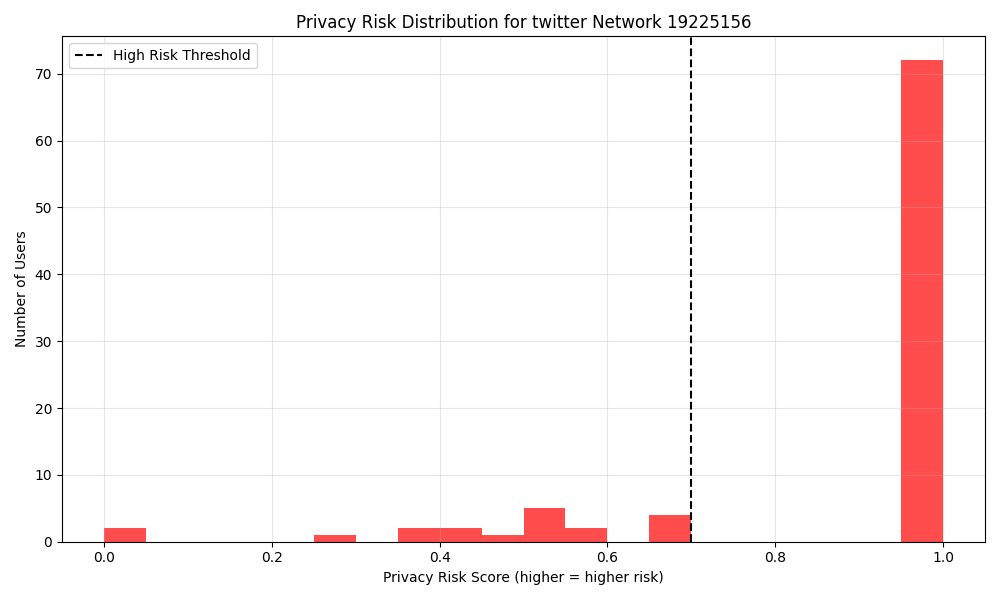 Privacy Risk Distribution for twitter Network 19225156
High Risk Threshold
70
60
50
40
30
20
10
0
Number of Users
0.0 0.2 0.4 0.6 0.8 1.0
Privacy Risk Score (higher = higher risk)